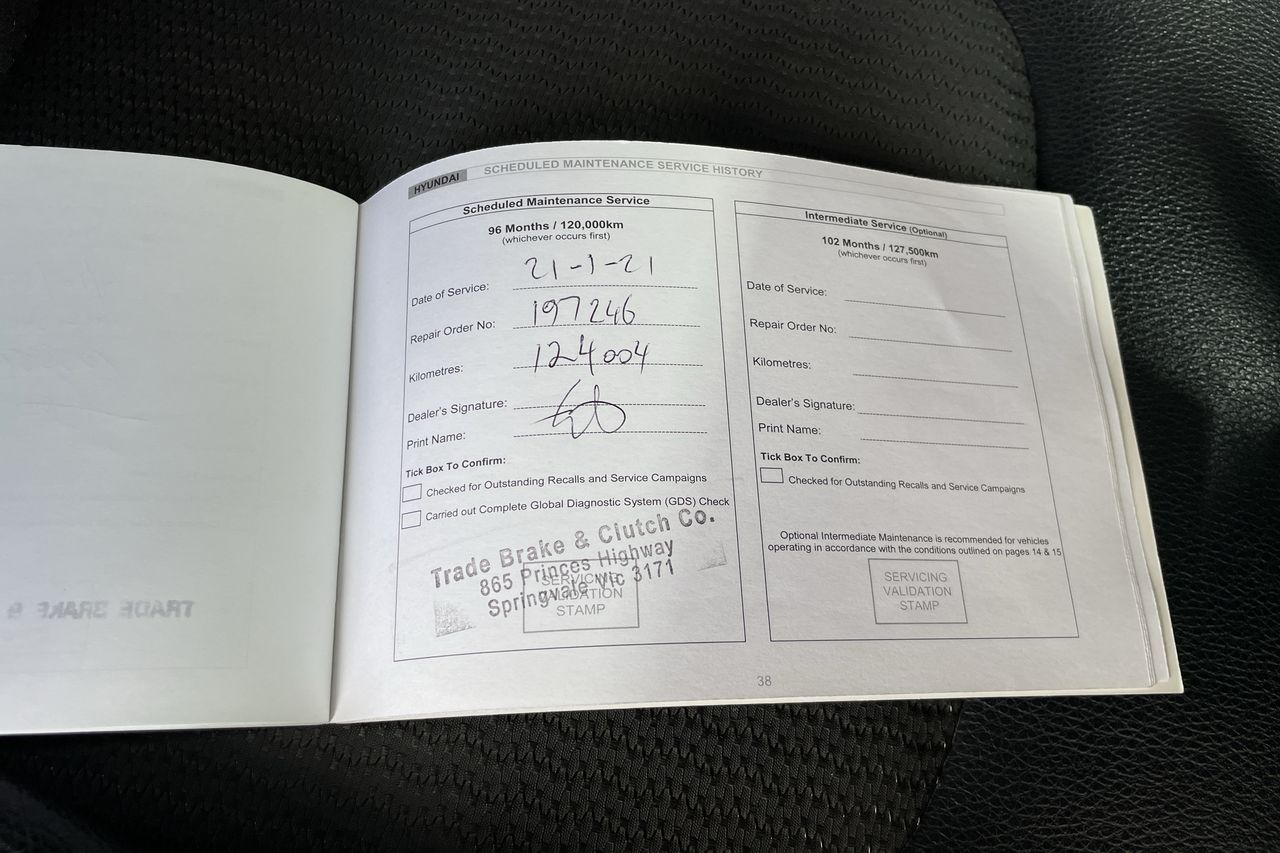 HYUNDAI SCHEDULED MAINTENANCE SERVICE HISTORY
Scheduled Maintenance Service
96 Months / 120,000km
(whichever occurs first)
Date of Service: 21-1-21
Repair Order No: 197246
Kilometres: 124004
Dealer's Signature:
Print Name:
Tick Box To Confirm:
Checked for Outstanding Recalls and Service Campaigns
Carried out Complete Global Diagnostic System (GDS) Check
Trade Brake & Clutch Co.
865 Princes Highway
Springvale Vic 3171
SERVICING
VALIDATION
STAMP
Intermediate Service (Optional)
102 Months / 127,500km
(whichever occurs first)
Date of Service:
Repair Order No:
Kilometres:
Dealer's Signature:
Print Name:
Tick Box To Confirm:
Checked for Outstanding Recalls and Service Campaigns
Optional Intermediate Maintenance is recommended for vehicles
operating in accordance with the conditions outlined on pages 14 & 15
SERVICING
VALIDATION
STAMP
38
TRADE BRAKE &